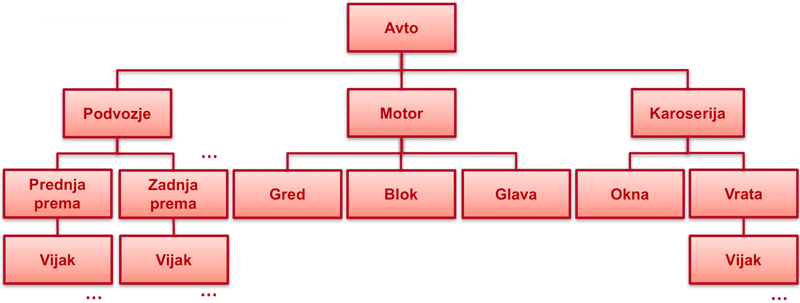 Avto
Podvozje
Motor
Karoserija
...
Prednja
prema
Zadnja
prema
Gred
Blok
Glava
Okna
Vrata
Vijak
Vijak
Vijak
...
...
...